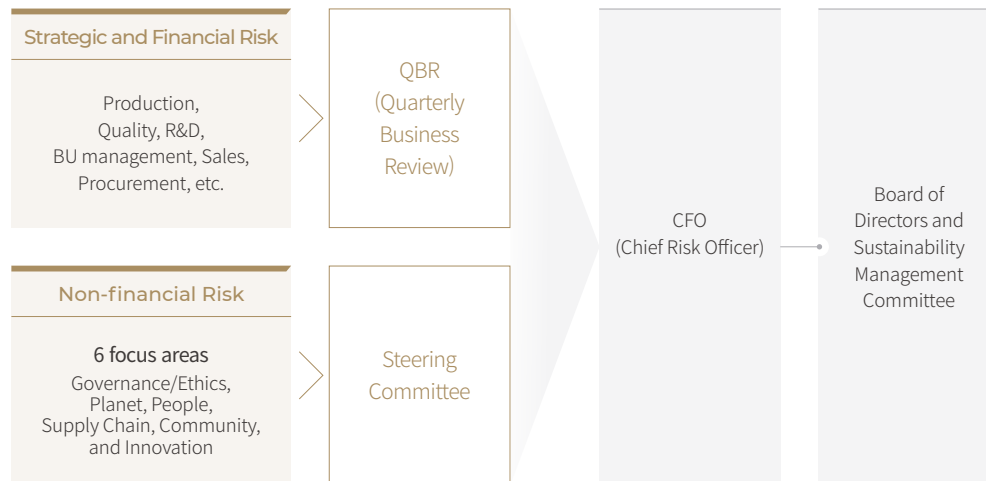 Strategic and Financial Risk
Production,
Quality, R&D,
BU management, Sales,
Procurement, etc.
QBR
(Quarterly
Business
Review)
Non-financial Risk
6 focus areas
Governance/Ethics,
Planet, People,
Supply Chain, Community,
and Innovation
Steering
Committee
CFO
(Chief Risk Officer)
Board of
Directors and
Sustainability
Management
Committee